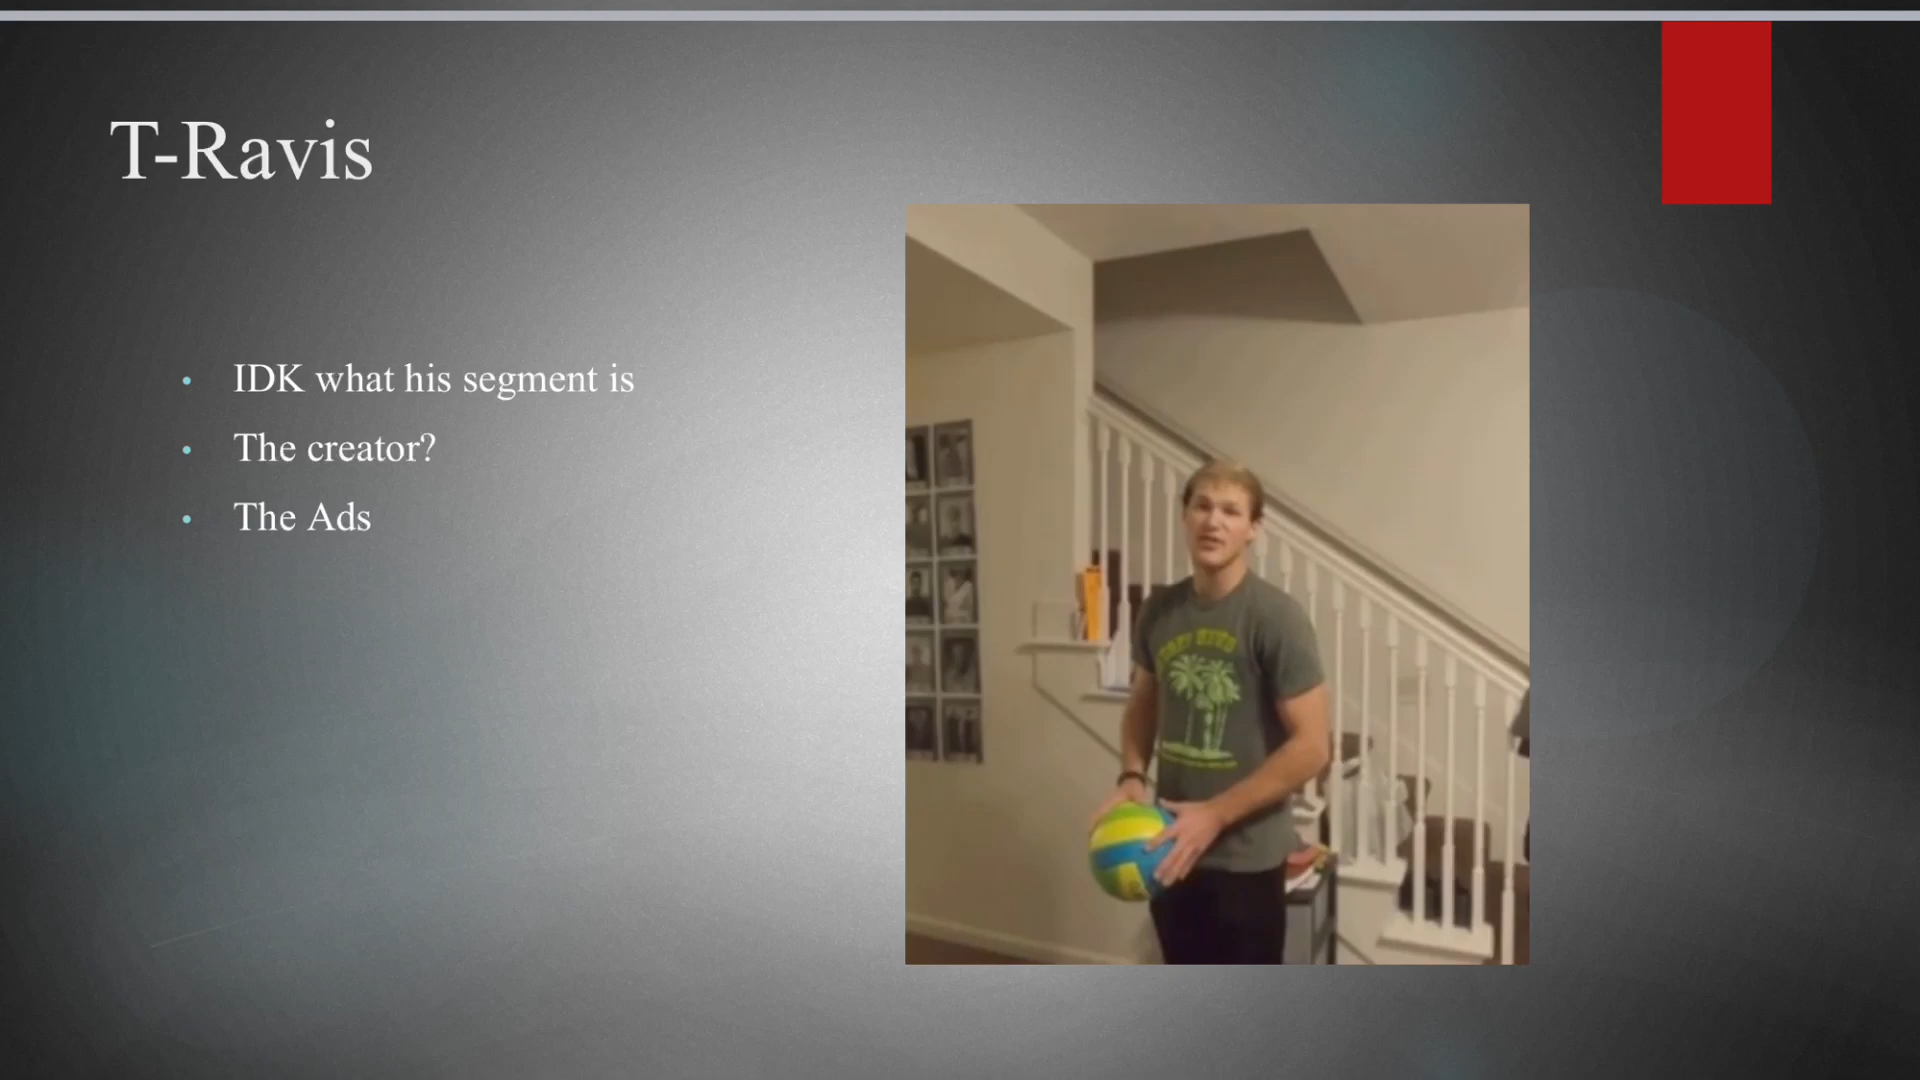 T-Ravis
• IDK what his segment is
• The creator?
• The Ads